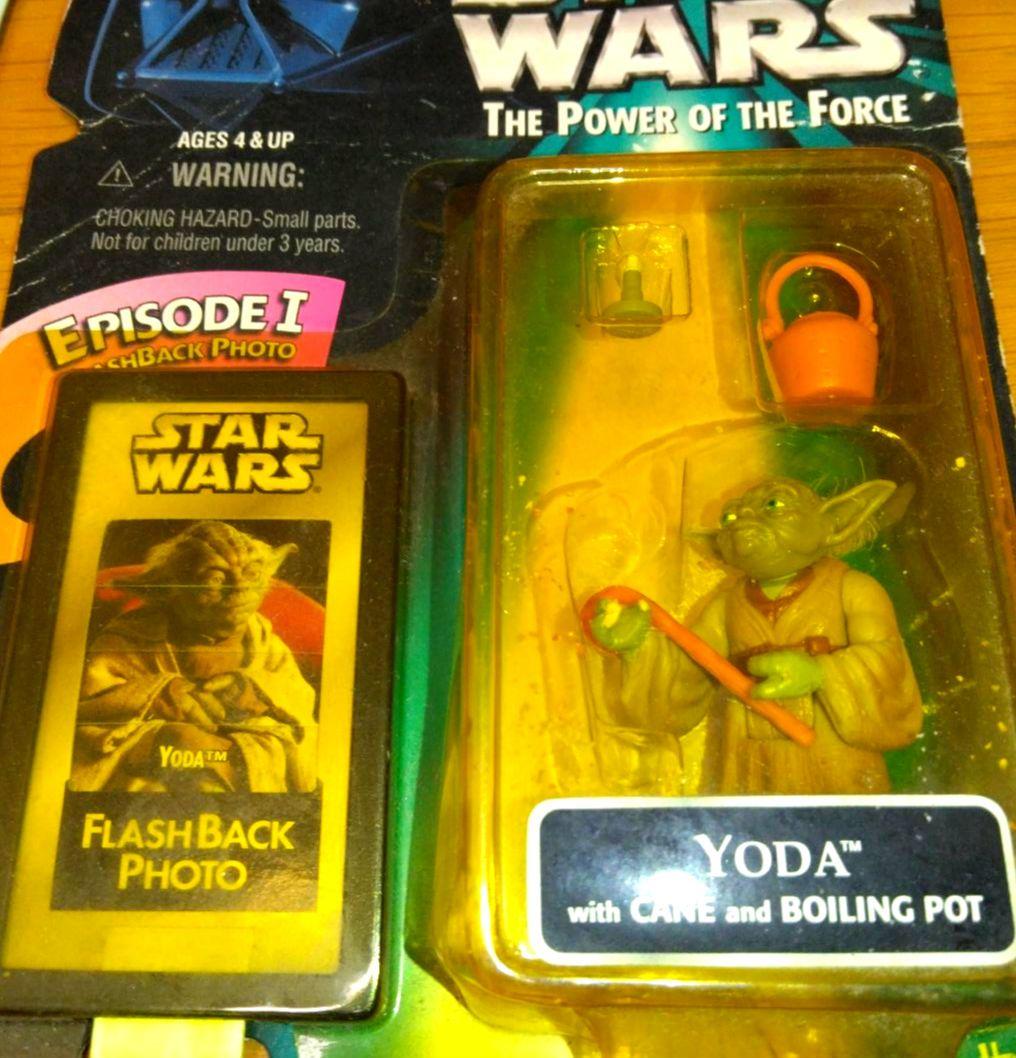 WARS
THE POWER OF THE FORCE
AGES 4 & UP
WARNING:
CHOKING HAZARD-Small parts.
Not for children under 3 years.
EPISODE I
PHOTO
STAR
WARS
YODA™
FLASHBACK
PHOTO
YODA™
with CANE and BOILING POT